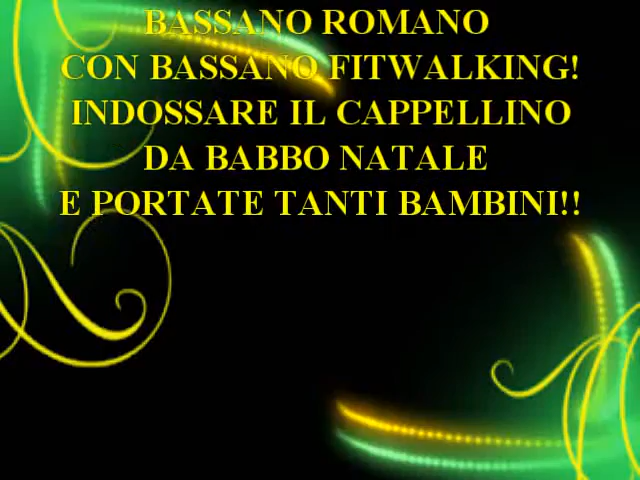 BASSANO ROMANO
CON BASSANO FITWALKING!
INDOSSARE IL CAPPELLINO
DA BABBO NATALE
E PORTATE TANTI BAMBINI!!